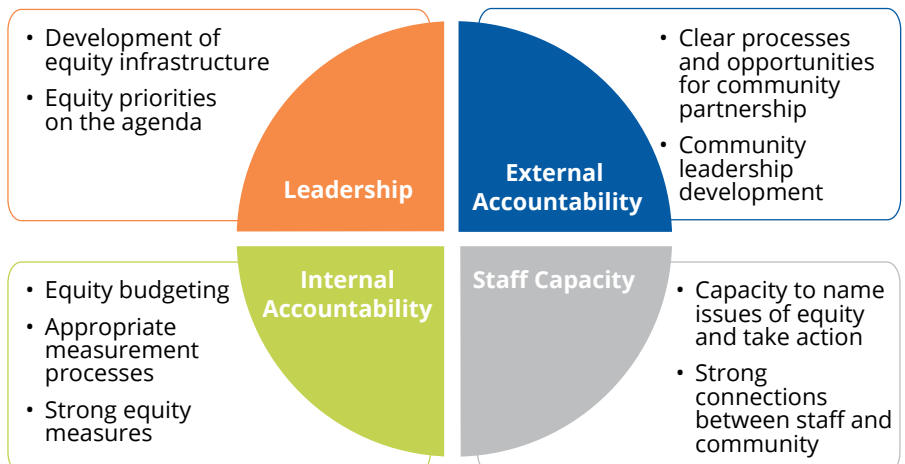 • Development of
equity infrastructure
• Equity priorities
on the agenda
Leadership
• Clear processes
and opportunities
for community
partnership
• Community
leadership
development
External
Accountability
• Equity budgeting
• Appropriate
measurement
processes
• Strong equity
measures
Internal
Accountability
Staff Capacity
• Capacity to name
issues of equity
and take action
• Strong
connections
between staff and
community